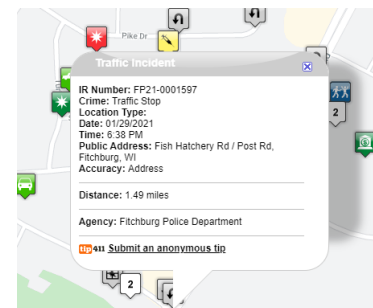 Pike Dr
Traffic Incident
IR Number: FP21-0001597
Crime: Traffic Stop
Location Type:
Date: 01/29/2021
Time: 6:38 PM
Public Address: Fish Hatchery Rd / Post Rd,
Fitchburg, WI
Accuracy: Address
2
Distance: 1.49 miles
Agency: Fitchburg Police Department
tip411 Submit an anonymous tip
2